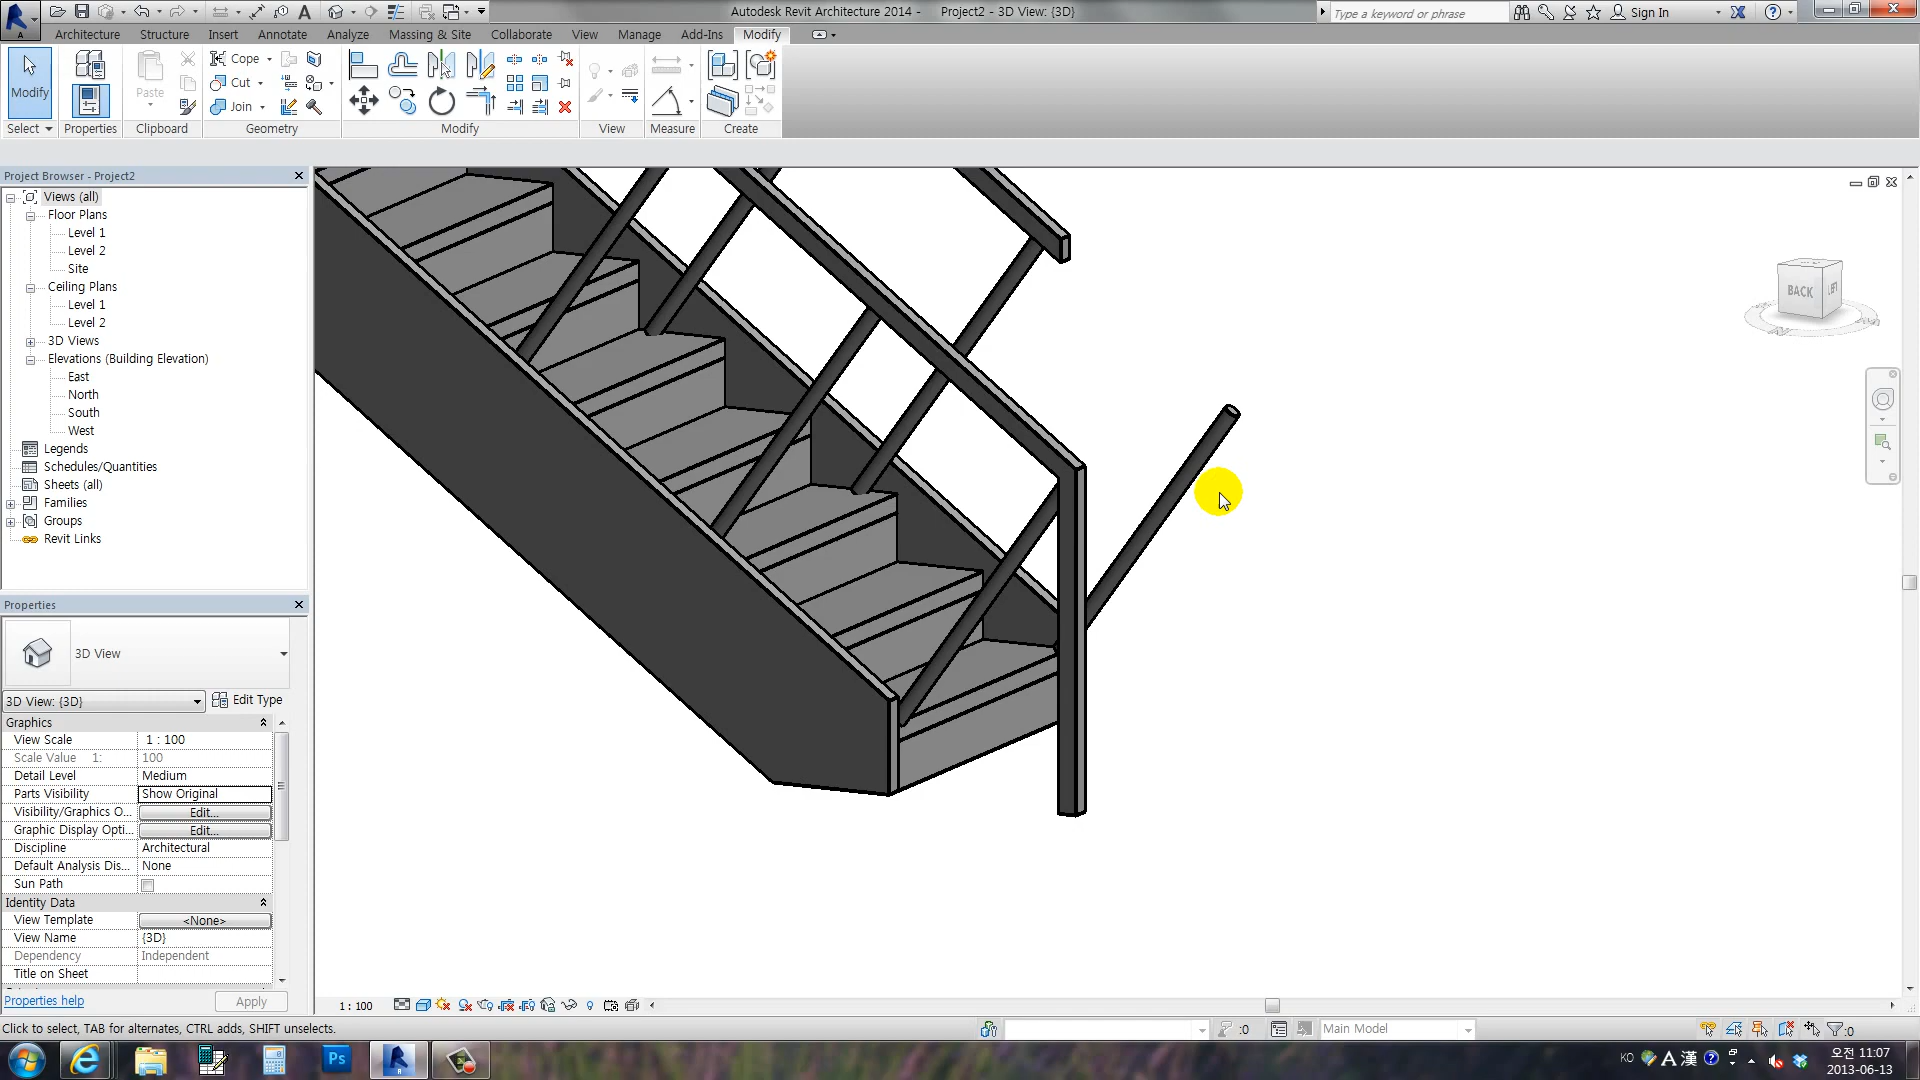 Autodesk Revit Architecture 2014 - Project2 - 3D View: {3D}
Type a keyword or phrase
Sign In
Architecture Structure Insert Annotate Analyze Massing & Site Collaborate View Manage Add-Ins Modify
Modify
Paste
Cope
Cut
Join
Select Properties Clipboard Geometry Modify View Measure Create
Project Browser - Project2
Views (all)
Floor Plans
Level 1
Level 2
Site
Ceiling Plans
Level 1
Level 2
3D Views
Elevations (Building Elevation)
East
North
South
West
Legends
Schedules/Quantities
Sheets (all)
Families
Groups
Revit Links
BACK
LEFT
Properties
3D View
3D View: {3D}
Edit Type
Graphics
View Scale 1 : 100
Scale Value 1: 100
Detail Level Medium
Parts Visibility Show Original
Visibility/Graphics O... Edit...
Graphic Display Opti... Edit...
Discipline Architectural
Default Analysis Dis... None
Sun Path
Identity Data
View Template <None>
View Name {3D}
Dependency Independent
Title on Sheet
Properties help
Apply
1 : 100
Click to select, TAB for alternates, CTRL adds, SHIFT unselects.
:0
Main Model
:0
Ps
KO
A 漢
오전 11:07
2013-06-13